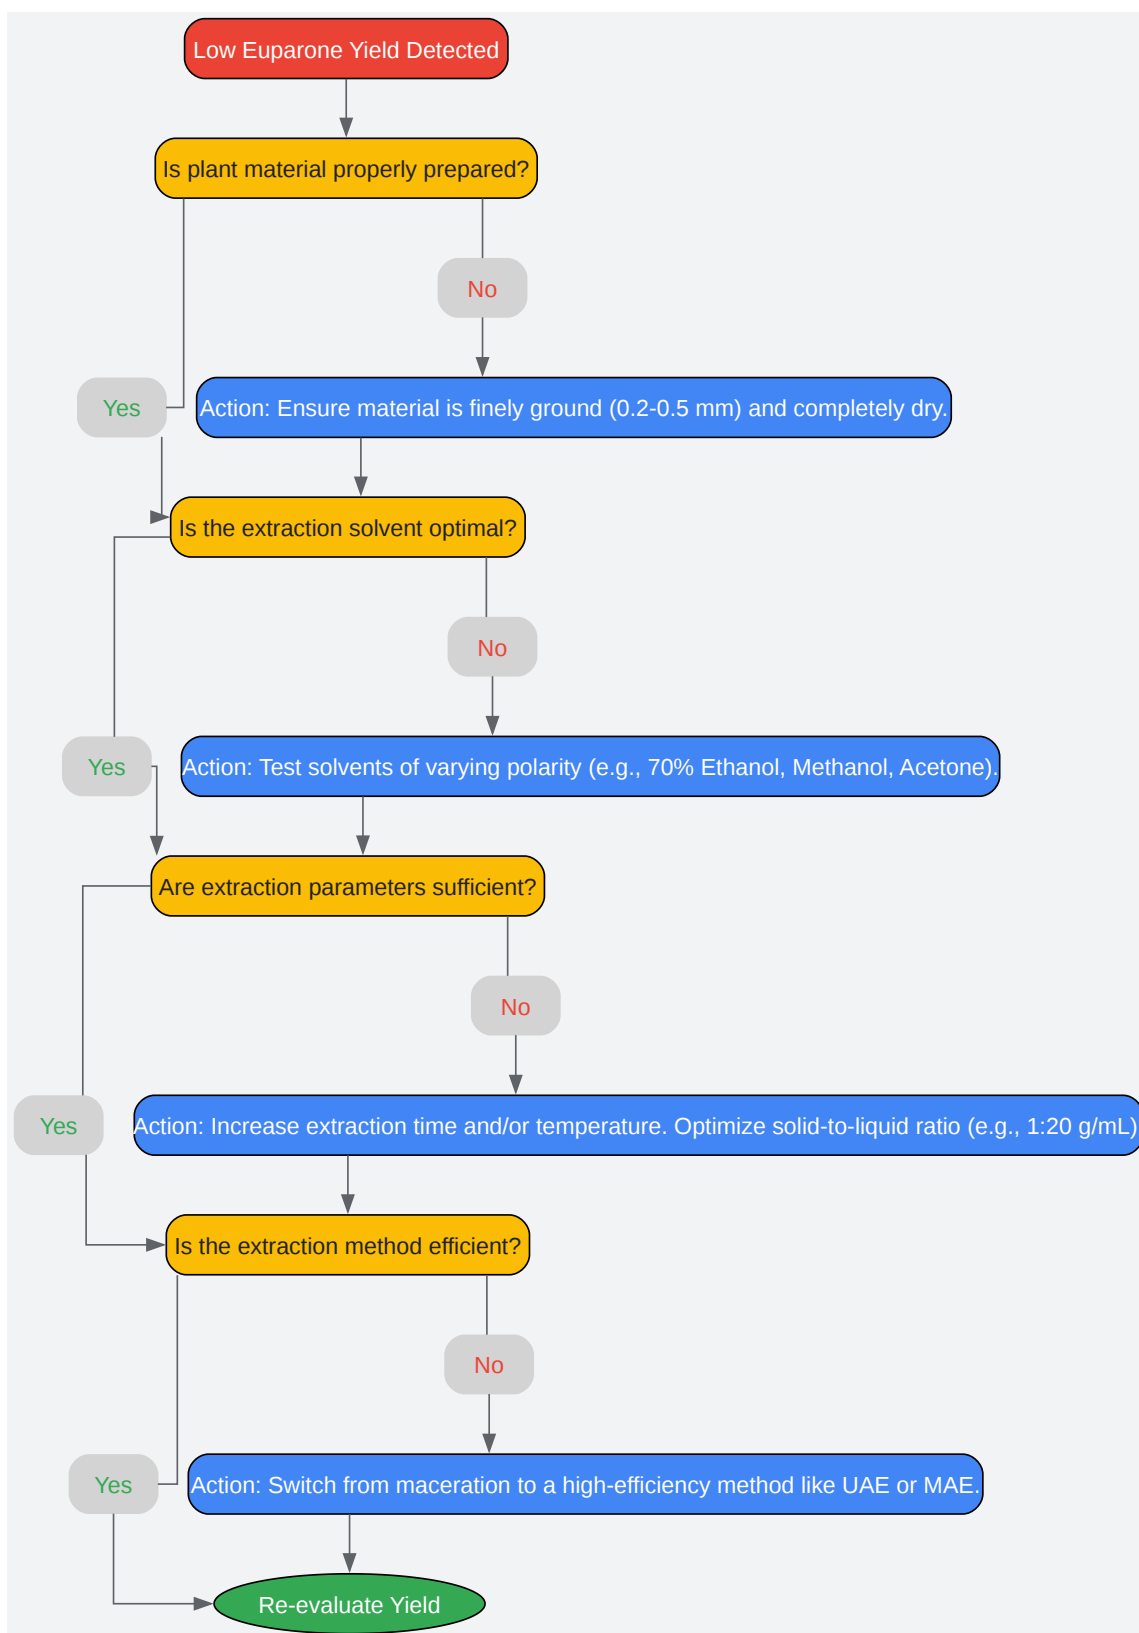 Low Euparone Yield Detected
Is plant material properly prepared?
No
Yes
Action: Ensure material is finely ground (0.2-0.5 mm) and completely dry.
Is the extraction solvent optimal?
No
Yes
Action: Test solvents of varying polarity (e.g., 70% Ethanol, Methanol, Acetone).
Are extraction parameters sufficient?
No
Yes
Action: Increase extraction time and/or temperature. Optimize solid-to-liquid ratio (e.g., 1:20 g/mL)
Is the extraction method efficient?
No
Yes
Action: Switch from maceration to a high-efficiency method like UAE or MAE.
Re-evaluate Yield